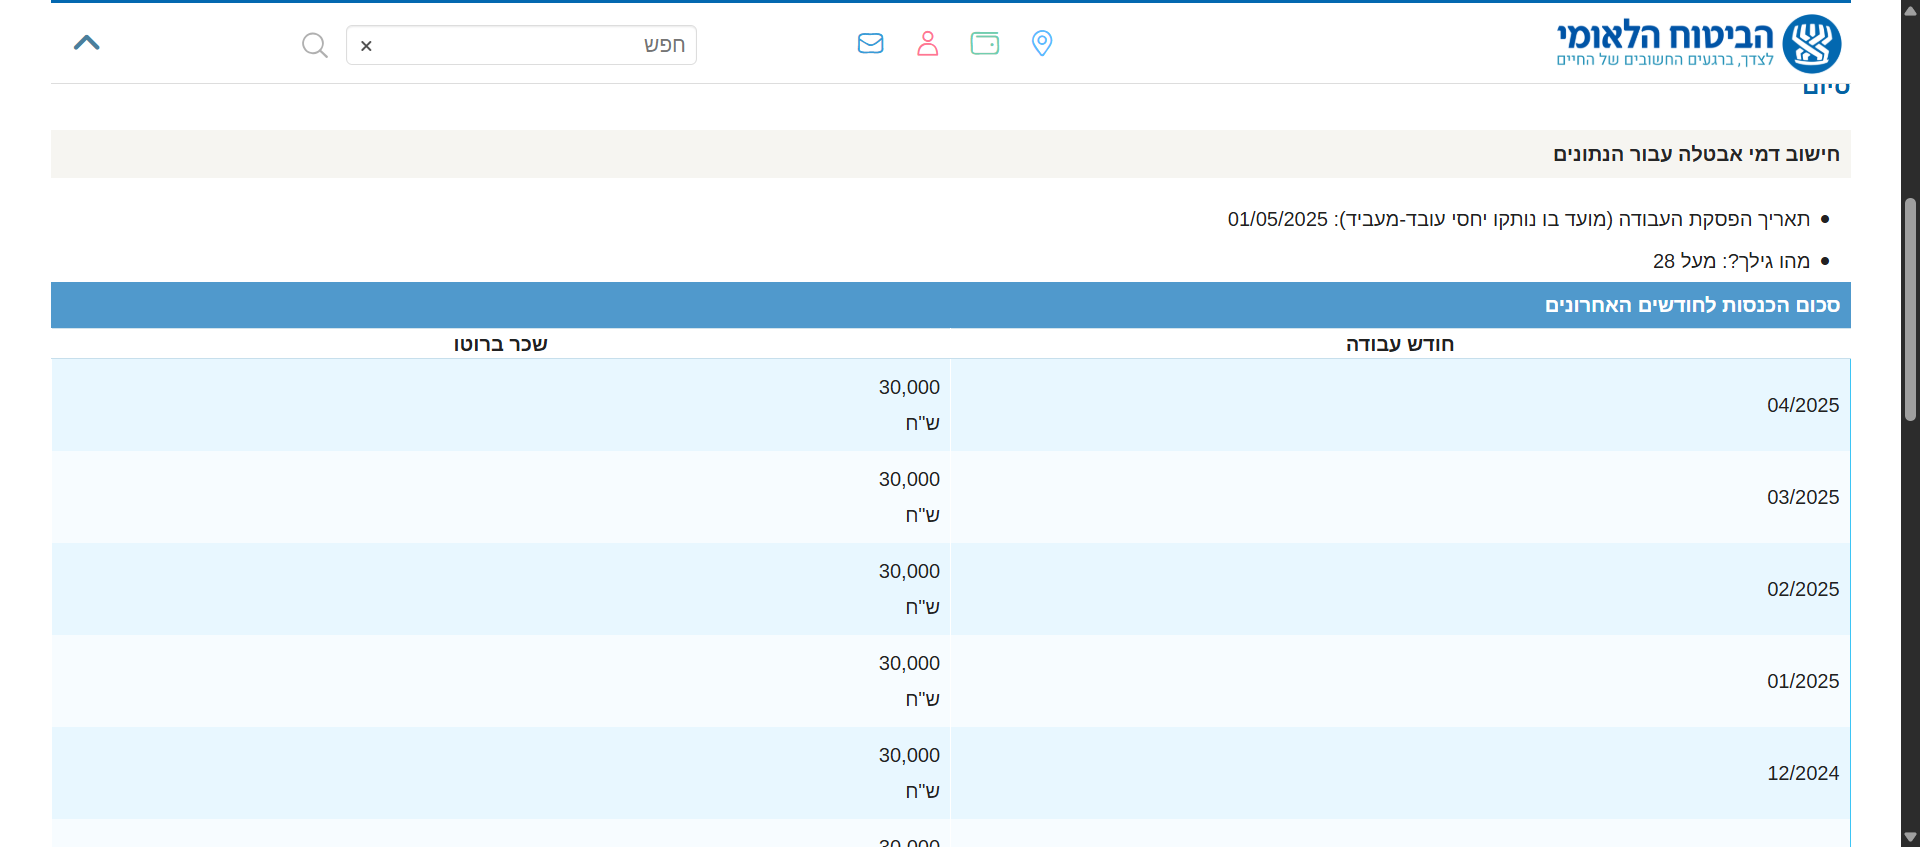 הביטוח הלאומי
לצדך, ברגעים החשובים של החיים
חפש
סיום
חישוב דמי אבטלה עבור הנתונים
תאריך הפסקת העבודה (מועד בו נותקו יחסי עובד-מעביד): 01/05/2025
מהו גילך?: מעל 28
סכום הכנסות לחודשים האחרונים
חודש עבודה
שכר ברוטו
04/2025
30,000
ש"ח
03/2025
30,000
ש"ח
02/2025
30,000
ש"ח
01/2025
30,000
ש"ח
12/2024
30,000
ש"ח
30,000